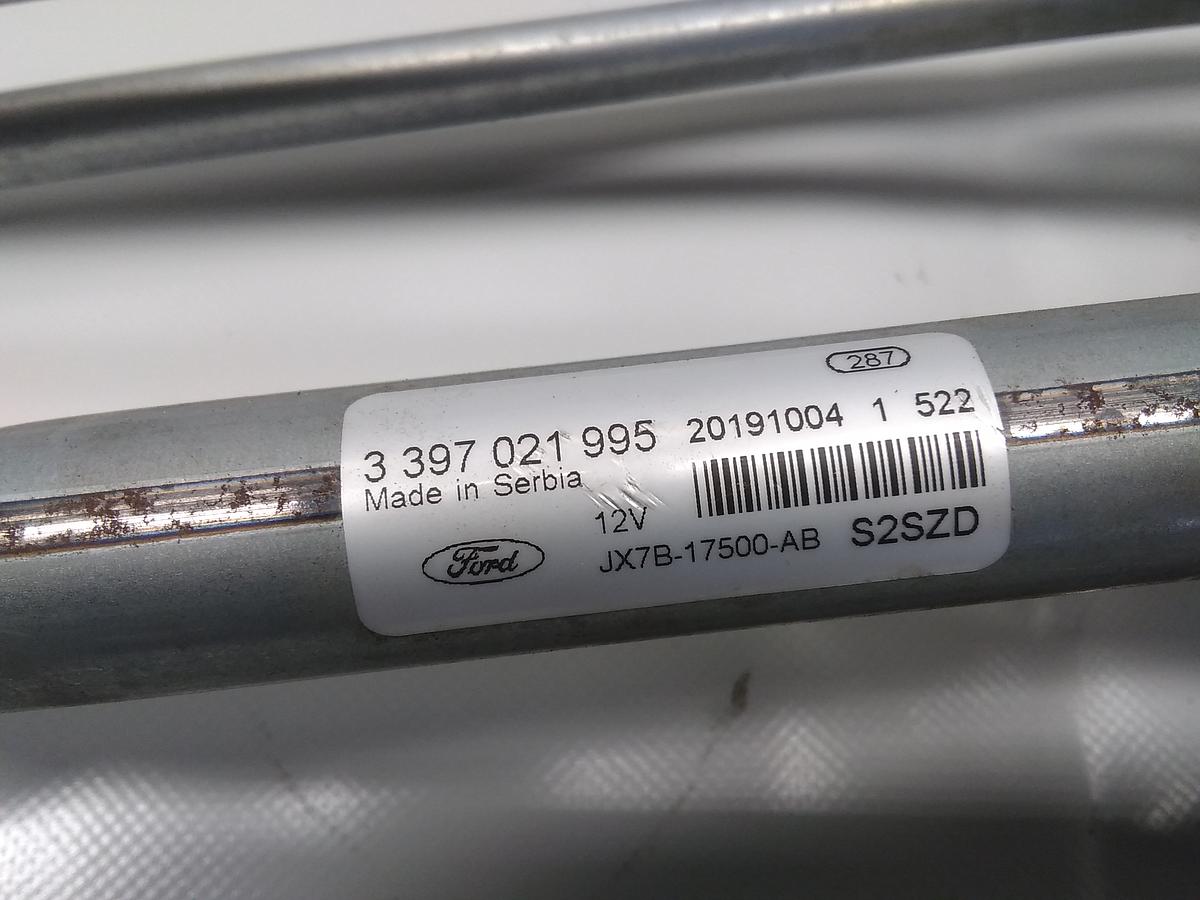 287
3 397 021 995 20191004 1 522
Made in Serbia
12V
Ford JX7B-17500-AB S2SZD